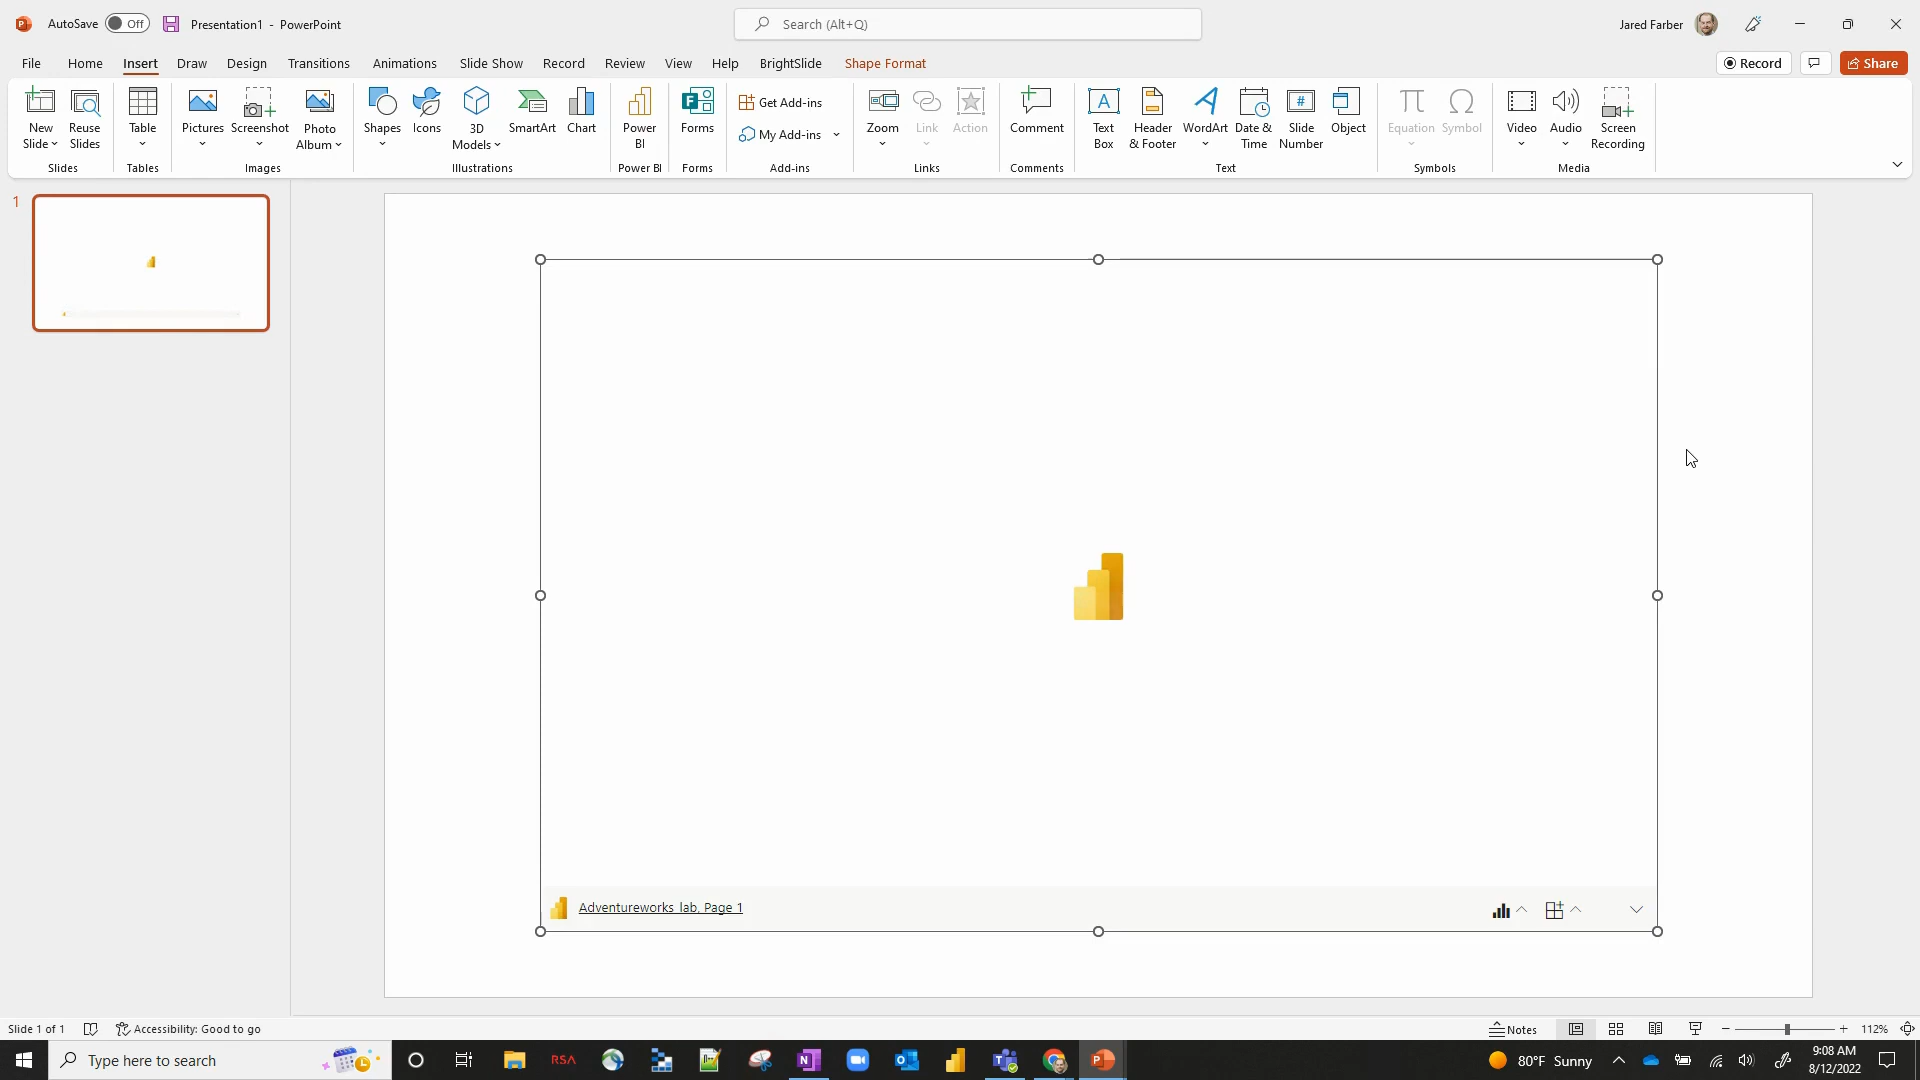 AutoSave Off Presentation1 - PowerPoint Search (Alt+Q) Jared Farber
File Home Insert Draw Design Transitions Animations Slide Show Record Review View Help BrightSlide Shape Format Record Share
New Slide Reuse Slides Table Pictures Screenshot Photo Album Shapes Icons 3D Models SmartArt Chart Power BI Forms Get Add-ins My Add-ins Zoom Link Action Comment Text Box Header & Footer WordArt Date & Time Slide Number Object Equation Symbol Video Audio Screen Recording
Slides Tables Images Illustrations Power BI Forms Add-ins Links Comments Text Symbols Media
1
Adventureworks_lab, Page 1
Slide 1 of 1 Accessibility: Good to go Notes 112%
Type here to search RSA 80°F Sunny 9:08 AM
8/12/2022